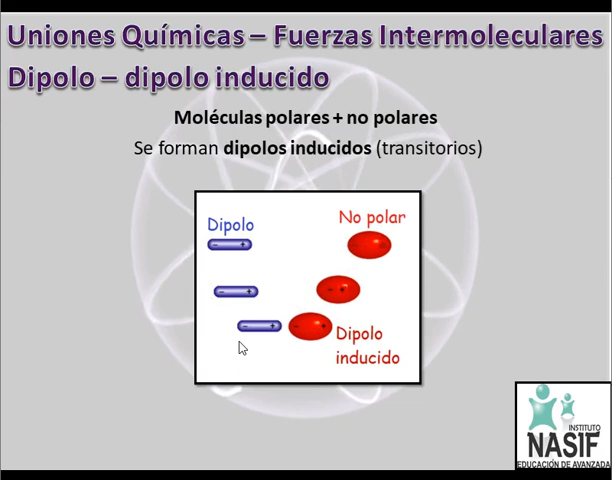 Uniones Químicas – Fuerzas Intermoleculares
Dipolo – dipolo inducido
Moléculas polares + no polares
Se forman dipolos inducidos (transitorios)
Dipolo
No polar
- +
- +
- +
- +
- +
Dipolo
inducido
INSTITUTO
NASIF
EDUCACIÓN DE AVANZADA